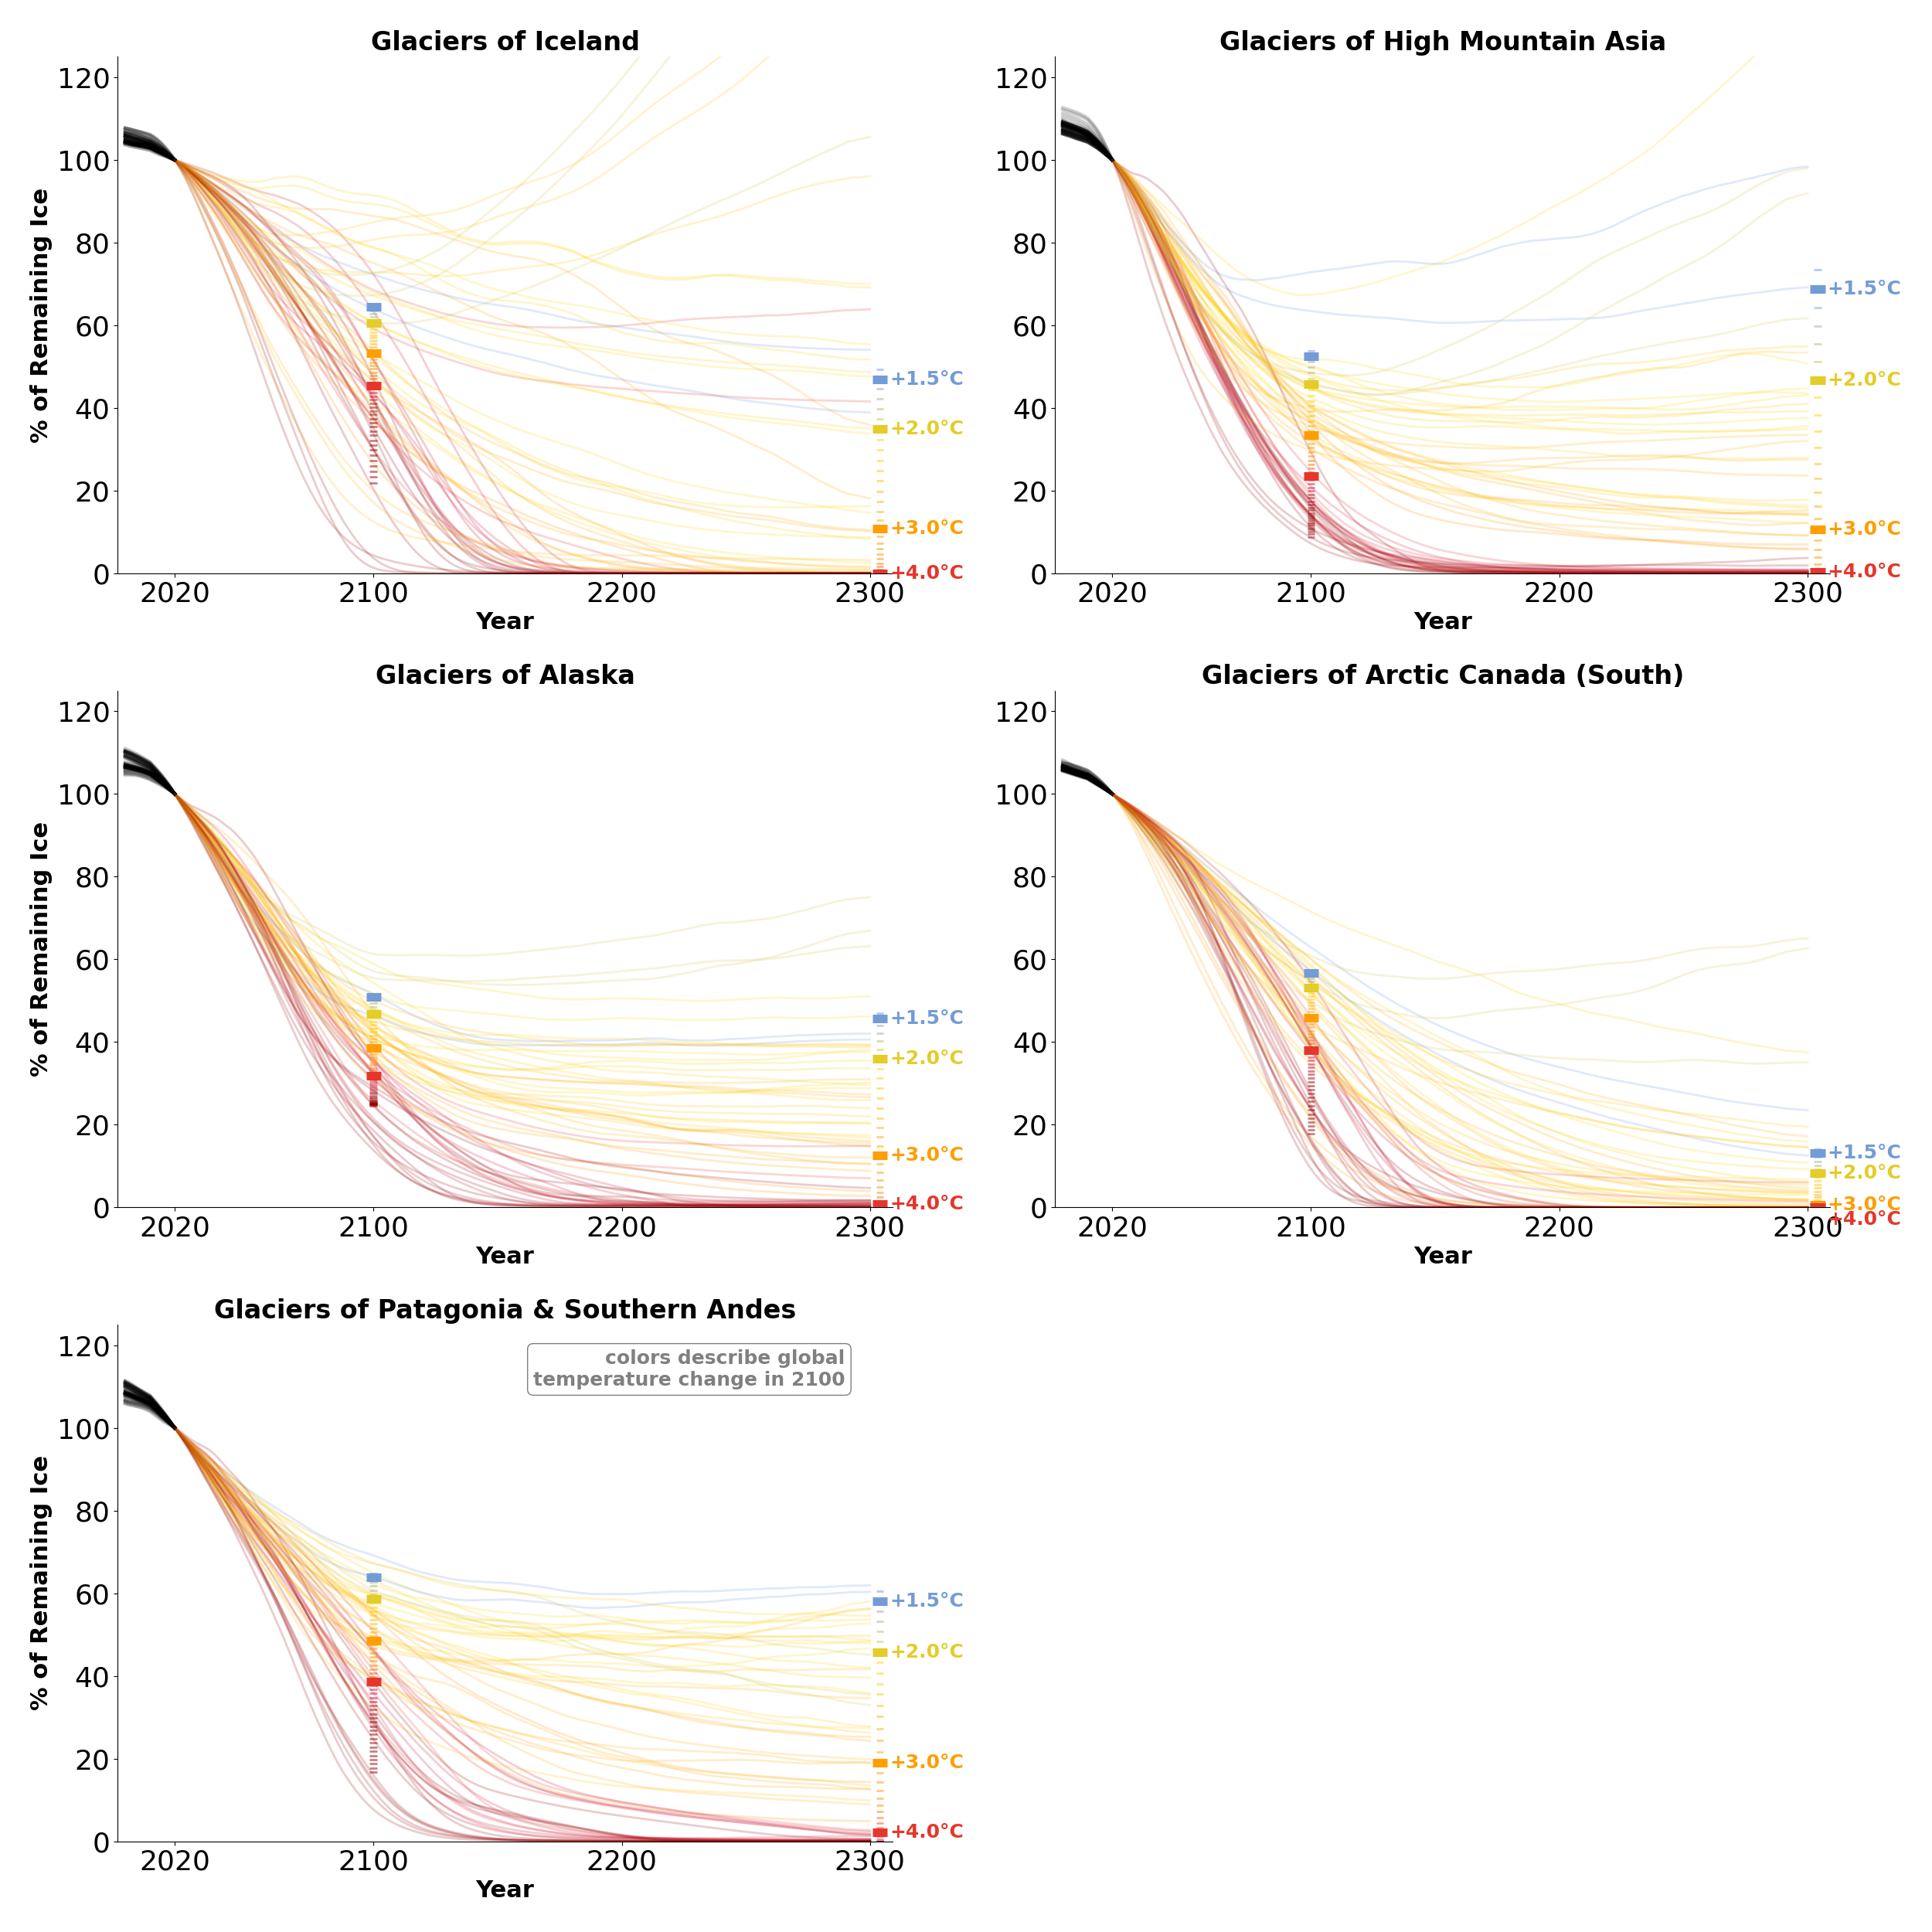 Glaciers of Iceland
% of Remaining Ice
120
100
80
60
40
20
0
2020 2100 2200 2300
Year
+1.5°C
+2.0°C
+3.0°C
+4.0°C
Glaciers of High Mountain Asia
120
100
80
60
40
20
0
2020 2100 2200 2300
Year
+1.5°C
+2.0°C
+3.0°C
+4.0°C
Glaciers of Alaska
% of Remaining Ice
120
100
80
60
40
20
0
2020 2100 2200 2300
Year
+1.5°C
+2.0°C
+3.0°C
+4.0°C
Glaciers of Arctic Canada (South)
120
100
80
60
40
20
0
2020 2100 2200 2300
Year
+1.5°C
+2.0°C
+3.0°C
+4.0°C
Glaciers of Patagonia & Southern Andes
colors describe global
temperature change in 2100
% of Remaining Ice
120
100
80
60
40
20
0
2020 2100 2200 2300
Year
+1.5°C
+2.0°C
+3.0°C
+4.0°C